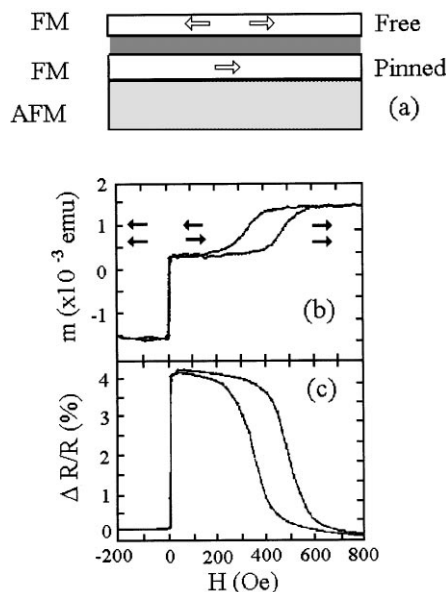 FM Free
FM Pinned
AFM (a)
2
1
0
-1
m (x10⁻³ emu)
(b)
4
3
2
1
0
Δ R/R (%)
(c)
-200 0 200 400 600 800
H (Oe)